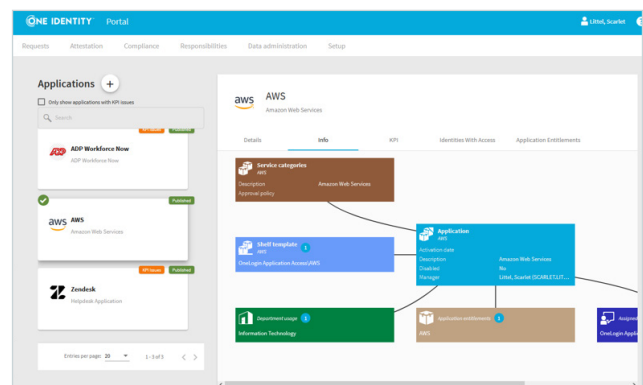 ONE IDENTITY Portal
Littel, Scarlet
Requests Attestation Compliance Responsibilities Data administration Setup
Applications +
Only show applications with KPI issues
Search
KPI issues Published
ADP
ADP Workforce Now
ADP Workforce Now
Published
aws
AWS
Amazon Web Services
KPI issues Published
Zendesk
Helpdesk Application
Entries per page: 20 1 - 3 of 3 < >
aws
AWS
Amazon Web Services
Details Info KPI Identities With Access Application Entitlements
Service categories
AWS
Description Amazon Web Services
Approval policy
Shelf template 1
AWS
OneLogin Application Access\AWS
Application
AWS
Activation date
Description Amazon Web Services
Disabled No
Manager Littel, Scarlet (SCARLET,LIT...
Department usage 1
Information Technology
Application entitlements 1
AWS
Assigned
OneLogin Appli